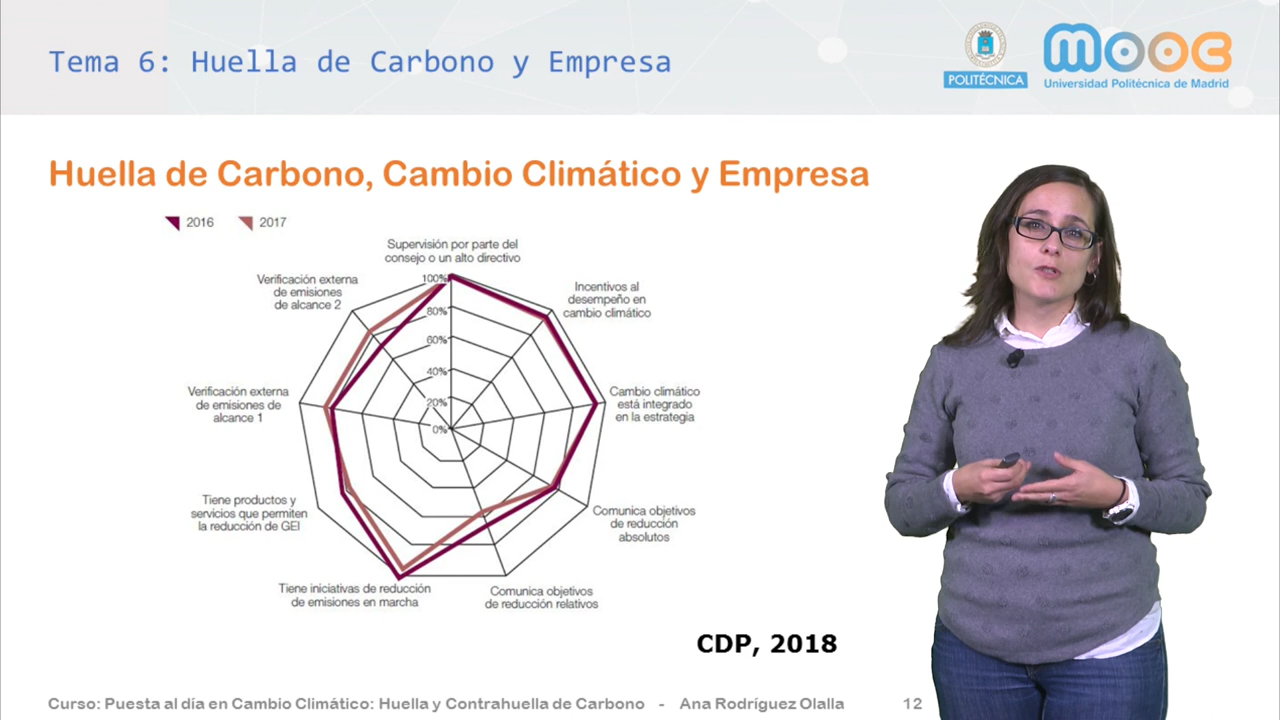 Tema 6: Huella de Carbono y Empresa
POLITÉCNICA
mooc
Universidad Politécnica de Madrid
Huella de Carbono, Cambio Climático y Empresa
2016
2017
Supervisión por parte del
consejo o un alto directivo
Incentivos al
desempeño en
cambio climático
Cambio climático
está integrado
en la estrategia
Comunica objetivos
de reducción
absolutos
Comunica objetivos
de reducción relativos
Tiene iniciativas de reducción
de emisiones en marcha
Tiene productos y
servicios que permiten
la reducción de GEI
Verificación externa
de emisiones de
alcance 1
Verificación externa
de emisiones
de alcance 2
100%
80%
60%
40%
20%
0%
CDP, 2018
Curso: Puesta al día en Cambio Climático: Huella y Contrahuella de Carbono - Ana Rodríguez Olalla
12